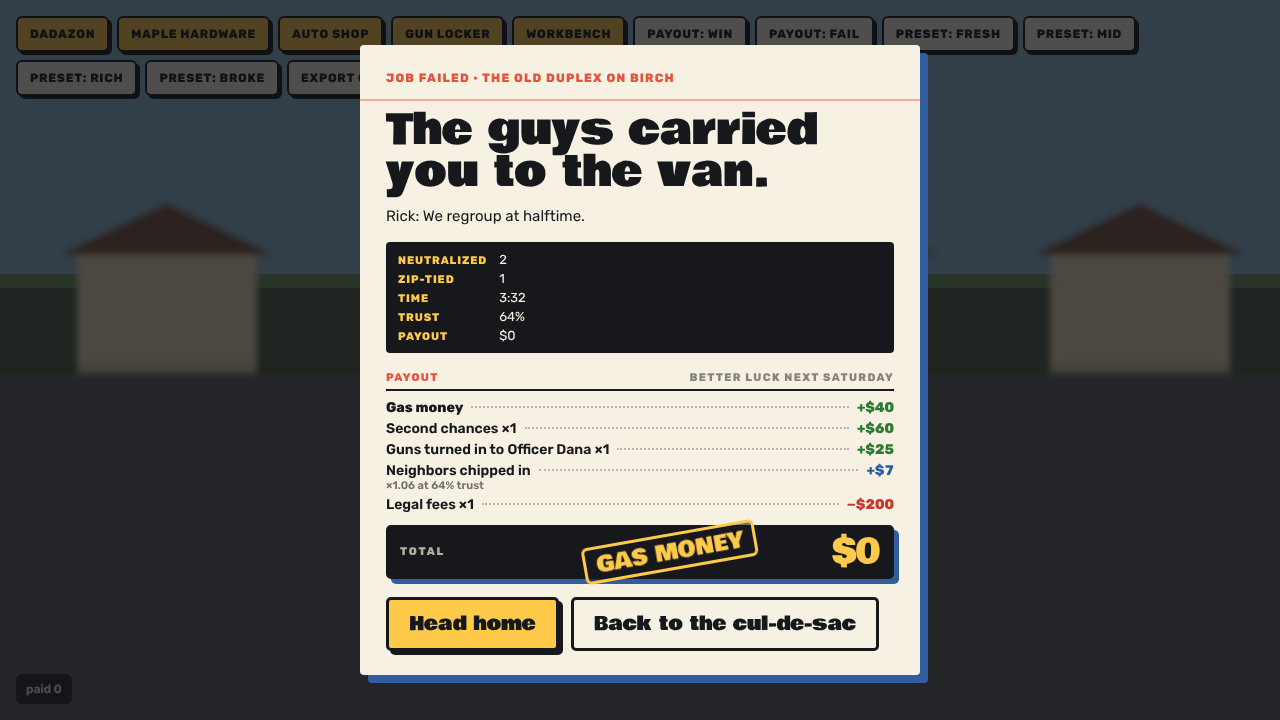 DADAZON
MAPLE HARDWARE
AUTO SHOP
GUN LOCKER
WORKBENCH
PAYOUT: WIN
PAYOUT: FAIL
PRESET: FRESH
PRESET: MID
PRESET: RICH
PRESET: BROKE
EXPORT
JOB FAILED · THE OLD DUPLEX ON BIRCH
The guys carried
you to the van.
Rick: We regroup at halftime.
NEUTRALIZED 2
ZIP-TIED 1
TIME 3:32
TRUST 64%
PAYOUT $0
PAYOUT BETTER LUCK NEXT SATURDAY
Gas money +$40
Second chances ×1 +$60
Guns turned in to Officer Dana ×1 +$25
Neighbors chipped in +$7
×1.06 at 64% trust
Legal fees ×1 −$200
TOTAL GAS MONEY $0
Head home
Back to the cul-de-sac
paid 0